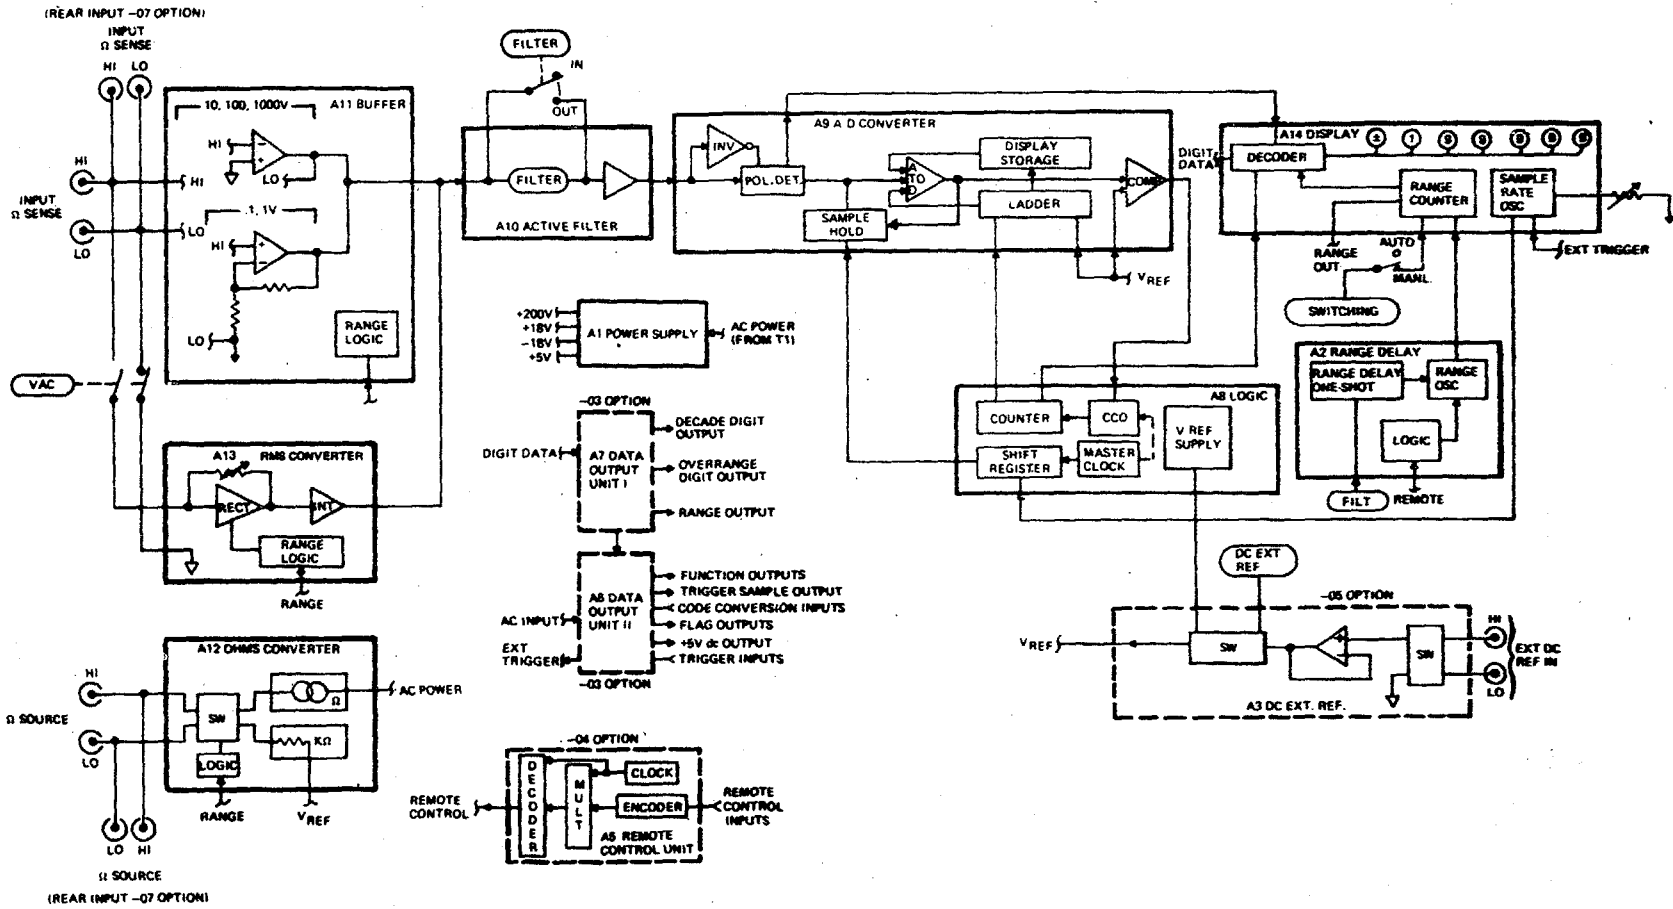 (REAR INPUT -07 OPTION)
INPUT
Ω SENSE
HI LO
HI
INPUT
Ω SENSE
LO
10, 100, 1000V
A11 BUFFER
HI
LO
HI
LO
.1, 1V
HI
LO
RANGE
LOGIC
VAC
FILTER
IN
OUT
FILTER
A10 ACTIVE FILTER
A9 A D CONVERTER
INV
POL. DET.
SAMPLE
HOLD
A
TO
D
DISPLAY
STORAGE
LADDER
COMP
VREF
DIGIT
DATA
A14 DISPLAY
± 1
DECODER
RANGE
COUNTER
SAMPLE
RATE
OSC
RANGE
OUT
AUTO
MANL.
EXT TRIGGER
SWITCHING
+200V
+18V
-18V
+5V
A1 POWER SUPPLY
AC POWER
(FROM T1)
A2 RANGE DELAY
RANGE DELAY
ONE-SHOT
RANGE
OSC
LOGIC
FILT
REMOTE
A8 LOGIC
COUNTER
CCO
V REF
SUPPLY
SHIFT
REGISTER
MASTER
CLOCK
-03 OPTION
DIGIT DATA
A7 DATA
OUTPUT
UNIT I
DECADE DIGIT
OUTPUT
OVERRANGE
DIGIT OUTPUT
RANGE OUTPUT
A13
RMS CONVERTER
RECT
INT
RANGE
LOGIC
RANGE
AC INPUT
EXT
TRIGGER
A6 DATA
OUTPUT
UNIT II
FUNCTION OUTPUTS
TRIGGER SAMPLE OUTPUT
CODE CONVERSION INPUTS
FLAG OUTPUTS
+5V dc OUTPUT
TRIGGER INPUTS
-03 OPTION
DC EXT
REF
-05 OPTION
VREF
SW
SW
HI
LO
EXT DC
REF IN
A3 DC EXT. REF.
A12 OHMS CONVERTER
HI
Ω SOURCE
LO
SW
Ω
KΩ
LOGIC
AC POWER
RANGE
VREF
LO HI
Ω SOURCE
(REAR INPUT -07 OPTION)
-04 OPTION
REMOTE
CONTROL
DECODER
MULT
CLOCK
ENCODER
A5 REMOTE
CONTROL UNIT
REMOTE
CONTROL
INPUTS